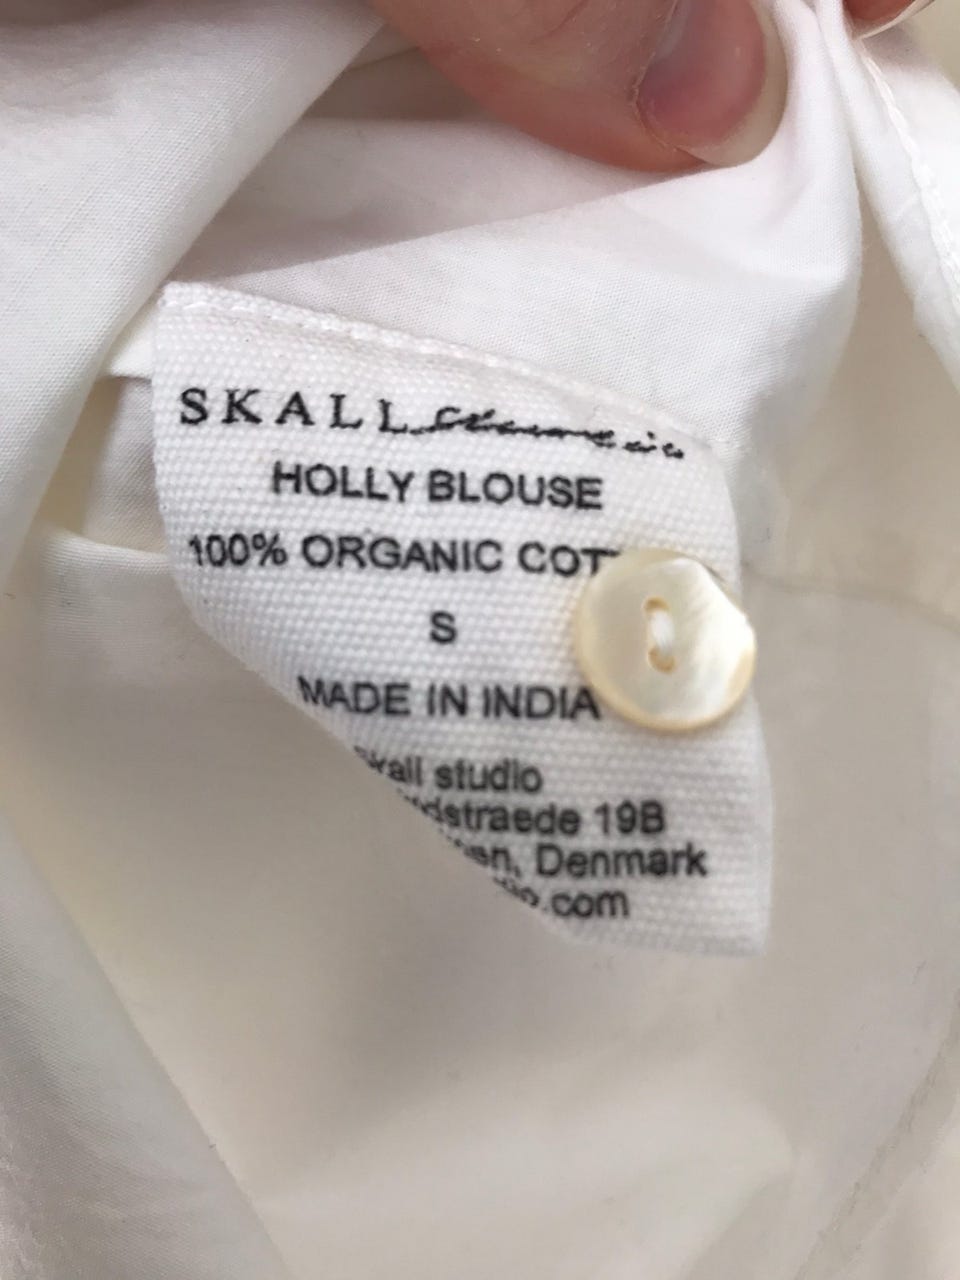 SKALL
HOLLY BLOUSE
100% ORGANIC COT
S
MADE IN INDIA
skall studio
dstraede 19B
en, Denmark
.com